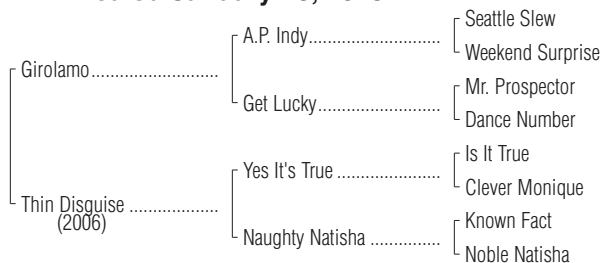 Girolamo..........................
A.P. Indy...........................
Seattle Slew
Weekend Surprise
Get Lucky.........................
Mr. Prospector
Dance Number
Thin Disguise ..................
(2006)
Yes It's True .....................
Is It True
Clever Monique
Naughty Natisha ..............
Known Fact
Noble Natisha